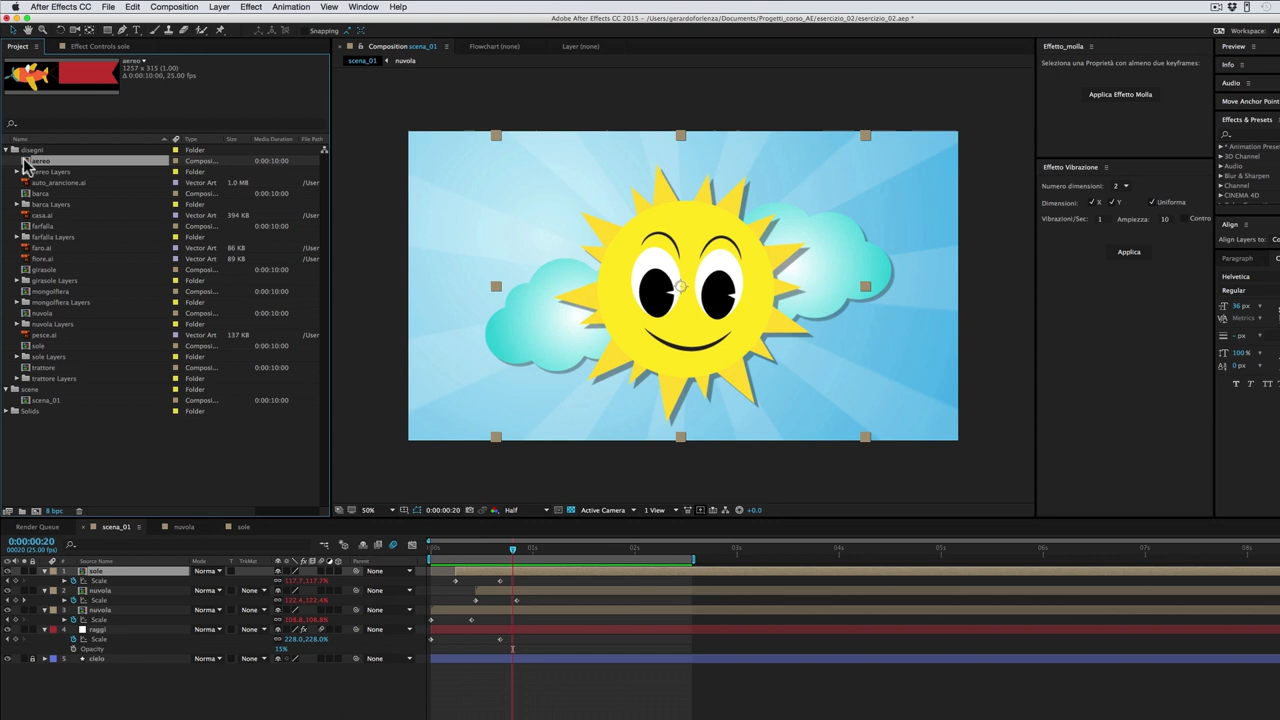 After Effects CC File Edit Composition Layer Effect Animation View Window Help
Adobe After Effects CC 2015 - /Users/gerardoforlenza/Documents/Progetti_corso_AE/esercizio_02/esercizio_02.aep *
Snapping
Workspace:
Project
Effect Controls sole
Composition scena_01
Flowchart (none)
Layer (none)
scena_01 nuvola
aereo
1257 x 315 (1.00)
Δ 0:00:10:00, 25.00 fps
Name Type Size Media Duration File Path
disegni Folder
aereo Composi... 0:00:10:00
aereo Layers Folder
auto_arancione.ai Vector Art 1.0 MB /User
barca Composi... 0:00:10:00
barca Layers Folder
casa.ai Vector Art 394 KB /User
farfalla Composi... 0:00:10:00
farfalla Layers Folder
faro.ai Vector Art 86 KB /User
fiore.ai Vector Art 89 KB /User
girasole Composi... 0:00:10:00
girasole Layers Folder
mongolfiera Composi... 0:00:10:00
mongolfiera Layers Folder
nuvola Composi... 0:00:10:00
nuvola Layers Folder
pesce.ai Vector Art 137 KB /User
sole Composi... 0:00:10:00
sole Layers Folder
trattore Composi... 0:00:10:00
trattore Layers Folder
scene Folder
scena_01 Composi... 0:00:10:00
Solids Folder
8 bpc
50% 0:00:00:20 Half Active Camera 1 View +0.0
Effetto_molla
Seleziona una Proprietà con almeno due keyframes:
Applica Effetto Molla
Effetto Vibrazione
Numero dimensioni: 2
Dimensioni: X Y Uniforma
Vibrazioni/Sec: 1 Ampiezza: 10 Contro
Applica
Preview
Info
Audio
Move Anchor Point
Effects & Presets
* Animation Prese
3D Channel
Audio
Blur & Sharpen
Channel
CINEMA 4D
Align
Align Layers to:
Paragraph
Helvetica
Regular
36 px
Metrics
- px
100 %
0 px
T T TT
Render Queue scena_01 nuvola sole
0:00:00:20
00020 (25.00 fps)
:00s 01s 02s 03s 04s 05s 06s 07s 08s
# Source Name Mode T TrkMat Parent
1 sole Norma None
Scale 117.7,117.7%
2 nuvola Norma None None
Scale 122.4,122.4%
3 nuvola Norma None None
Scale 108.8,108.8%
4 raggi Norma None None
Scale 228.0,228.0%
Opacity 15%
5 cielo Norma None None